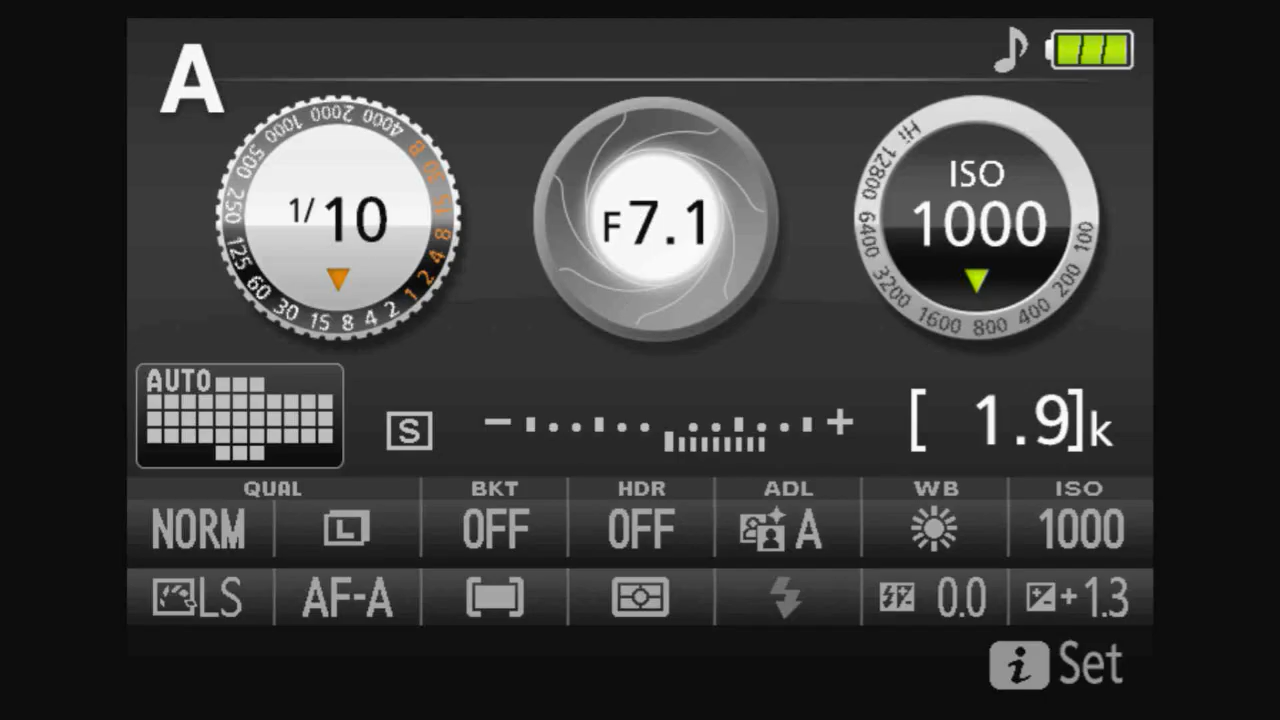 A
4000 2000 1000 500 250 125 60 30 15 8 4 2 1 2 4 8 15 30 B
1/10
F7.1
Hi 12800 6400 3200 1600 800 400 200 100
ISO
1000
AUTO
S
− +
[ 1.9]k
QUAL BKT HDR ADL WB ISO
NORM L OFF OFF A 1000
LS AF-A 0.0 +1.3
i Set